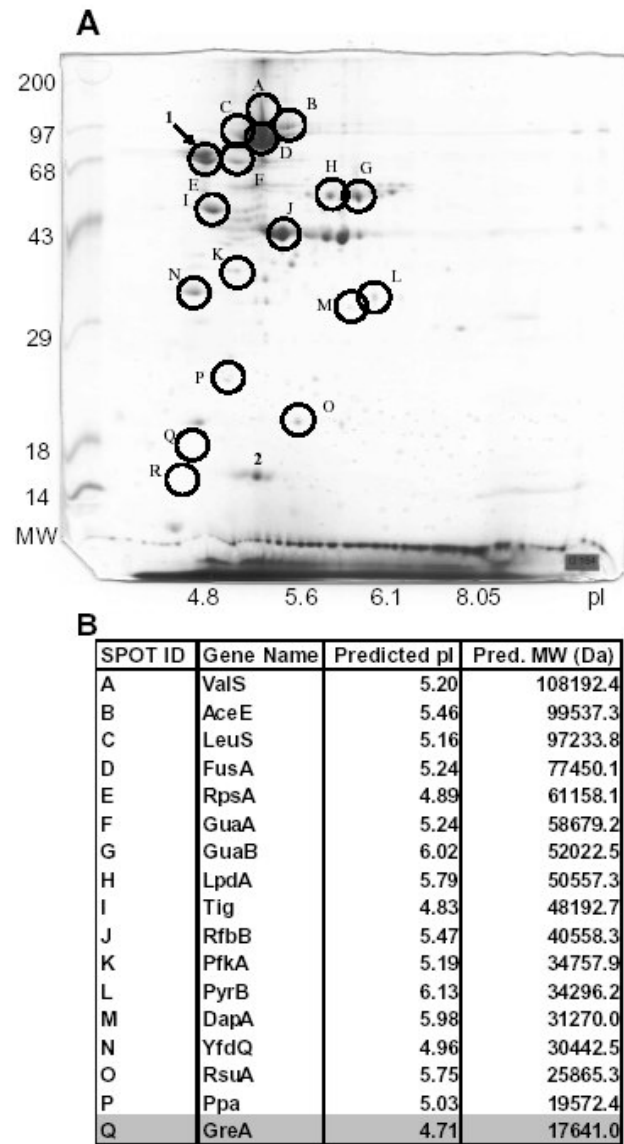 A
200
97
68
43
29
18
14
MW
A
B
C
1
D
E
F
H
G
I
J
K
N
L
M
P
O
Q
2
R
4.8 5.6 6.1 8.05 pI
B
SPOT ID Gene Name Predicted pI Pred. MW (Da)
A ValS 5.20 108192.4
B AceE 5.46 99537.3
C LeuS 5.16 97233.8
D FusA 5.24 77450.1
E RpsA 4.89 61158.1
F GuaA 5.24 58679.2
G GuaB 6.02 52022.5
H LpdA 5.79 50557.3
I Tig 4.83 48192.7
J RfbB 5.47 40558.3
K PfkA 5.19 34757.9
L PyrB 6.13 34296.2
M DapA 5.98 31270.0
N YfdQ 4.96 30442.5
O RsuA 5.75 25865.3
P Ppa 5.03 19572.4
Q GreA 4.71 17641.0